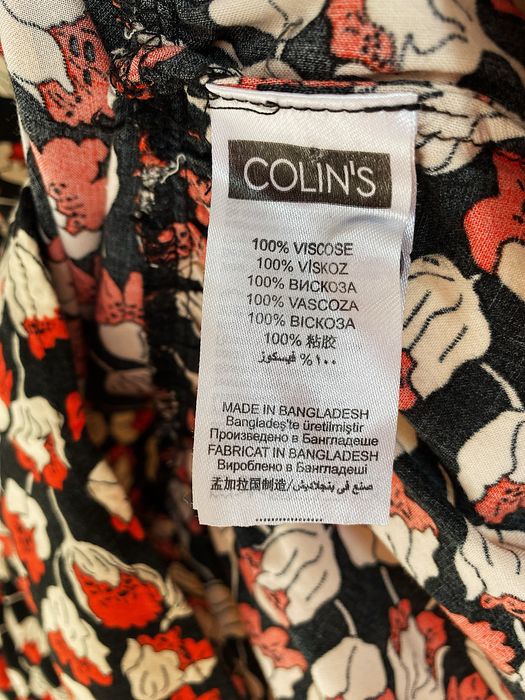 COLIN'S
100% VISCOSE
100% VİSKOZ
100% ВИСКОЗА
100% VASCOZA
100% ВІСКОЗА
100% 粘胶
١٠٠% فيسكوز
MADE IN BANGLADESH
Bangladeş'te üretilmiştir
Произведено в Бангладеше
FABRICAT IN BANGLADESH
Вироблено в Бангладеші
孟加拉国制造/صنع في بنجلاديش